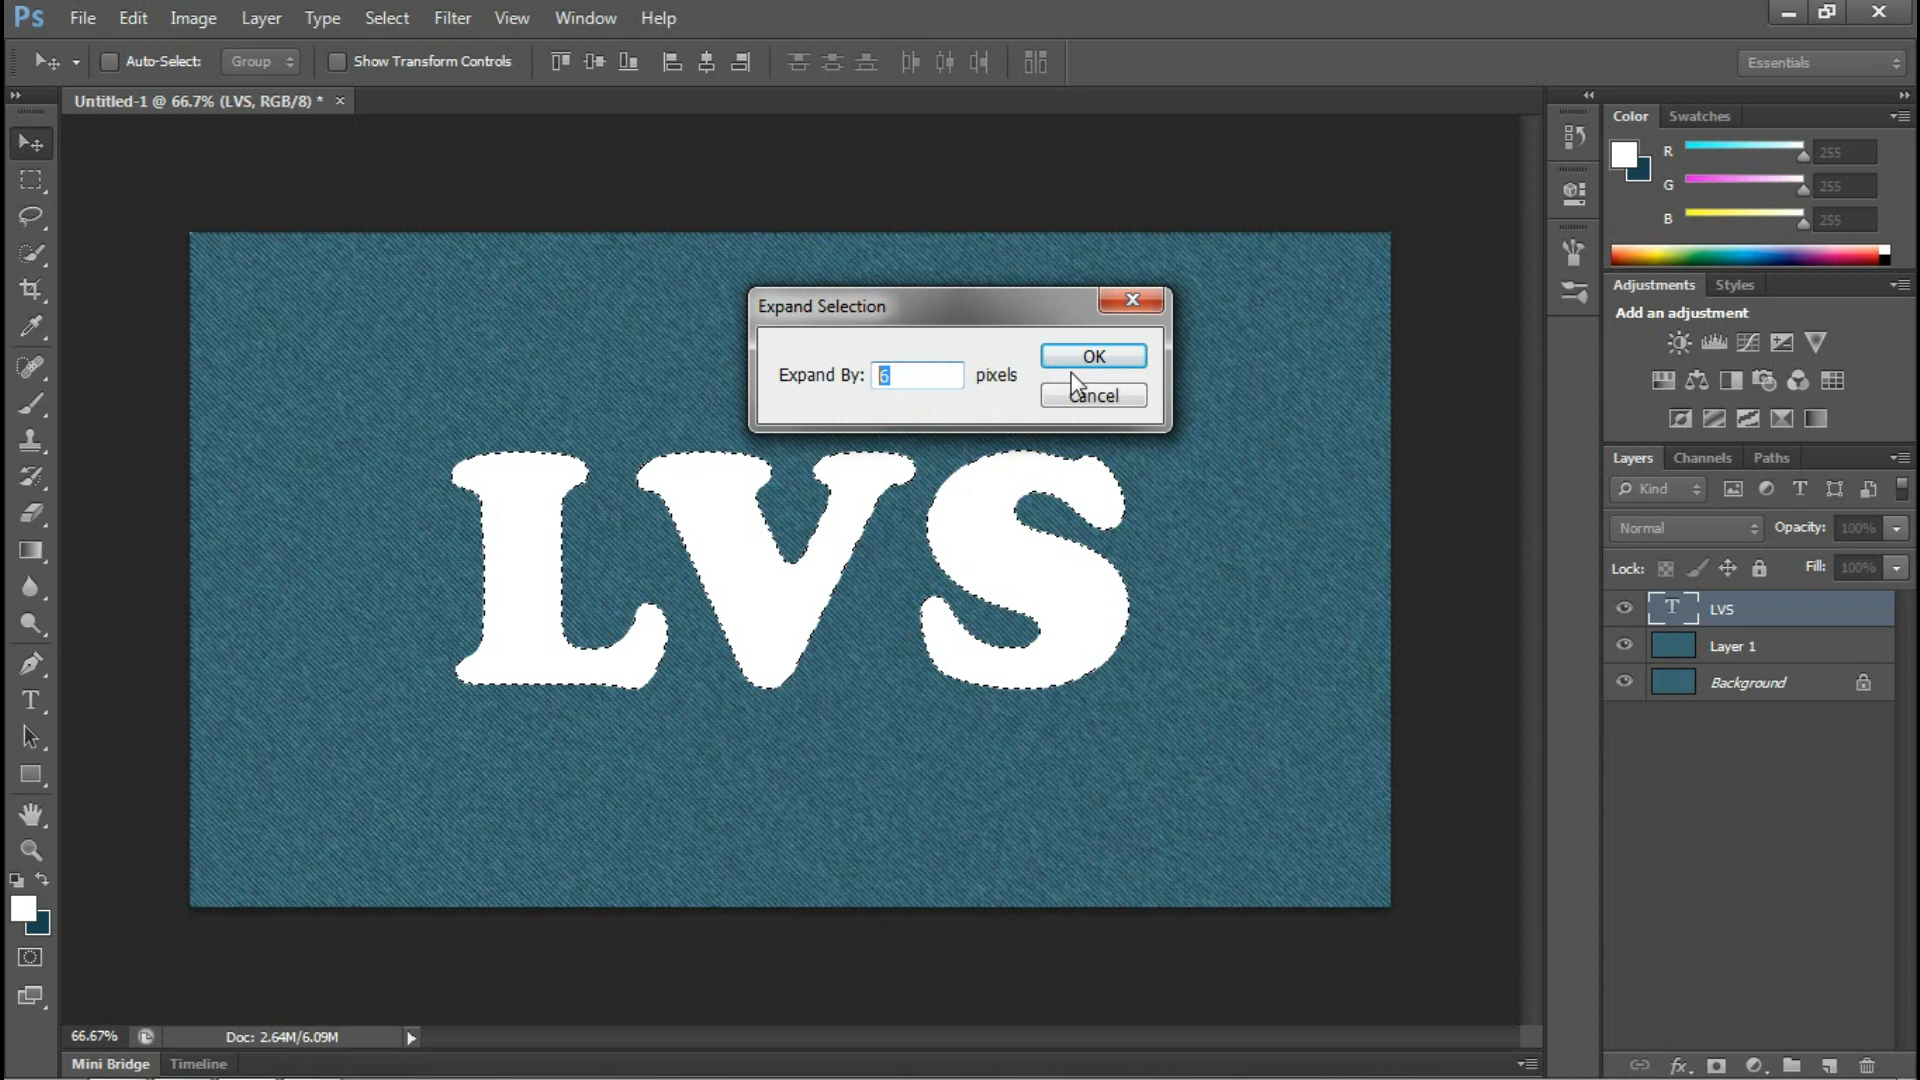 Ps File Edit Image Layer Type Select Filter View Window Help
Auto-Select: Group Show Transform Controls Essentials
Untitled-1 @ 66.7% (LVS, RGB/8) * ×
Color Swatches
R 255
G 255
B 255
Adjustments Styles
Add an adjustment
Expand Selection
Expand By: 6 pixels
OK
Cancel
LVS
Layers Channels Paths
Kind
Normal Opacity: 100%
Lock: Fill: 100%
T LVS
Layer 1
Background
66.67% Doc: 2.64M/6.09M
Mini Bridge Timeline
fx